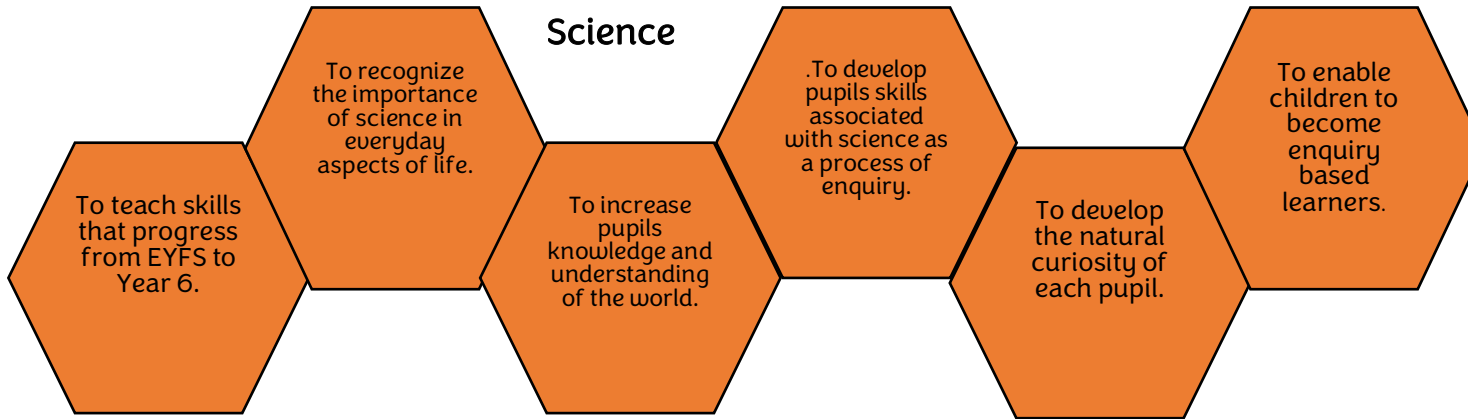 Science
To teach skills
that progress
from EYFS to
Year 6.
To recognize
the importance
of science in
everyday
aspects of life.
To increase
pupils
knowledge and
understanding
of the world.
.To develop
pupils skills
associated
with science as
a process of
enquiry.
To develop
the natural
curiosity of
each pupil.
To enable
children to
become
enquiry
based
learners.